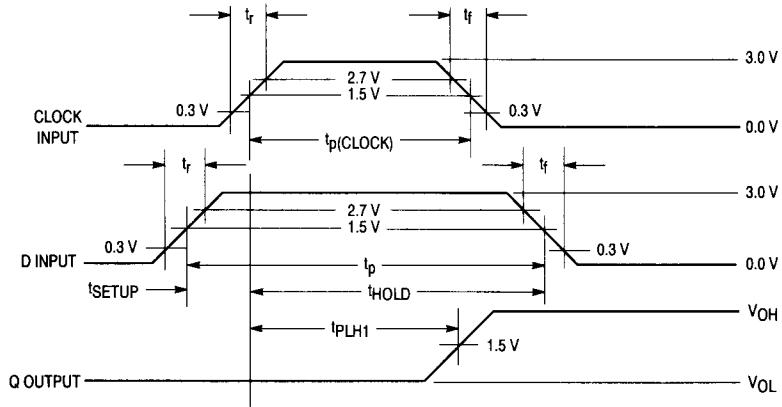 tr
tf
3.0 V
2.7 V
1.5 V
0.3 V
0.3 V
CLOCK INPUT
0.0 V
tp(CLOCK)
tr
tf
3.0 V
2.7 V
1.5 V
0.3 V
0.3 V
D INPUT
0.0 V
tp
tSETUP
tHOLD
VOH
tPLH1
1.5 V
Q OUTPUT
VOL